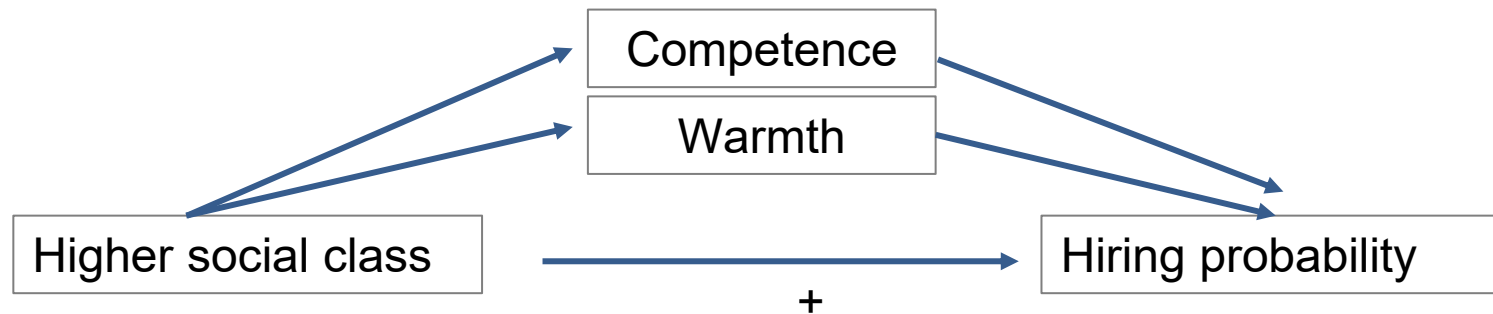 Competence
Warmth
Higher social class
Hiring probability
+